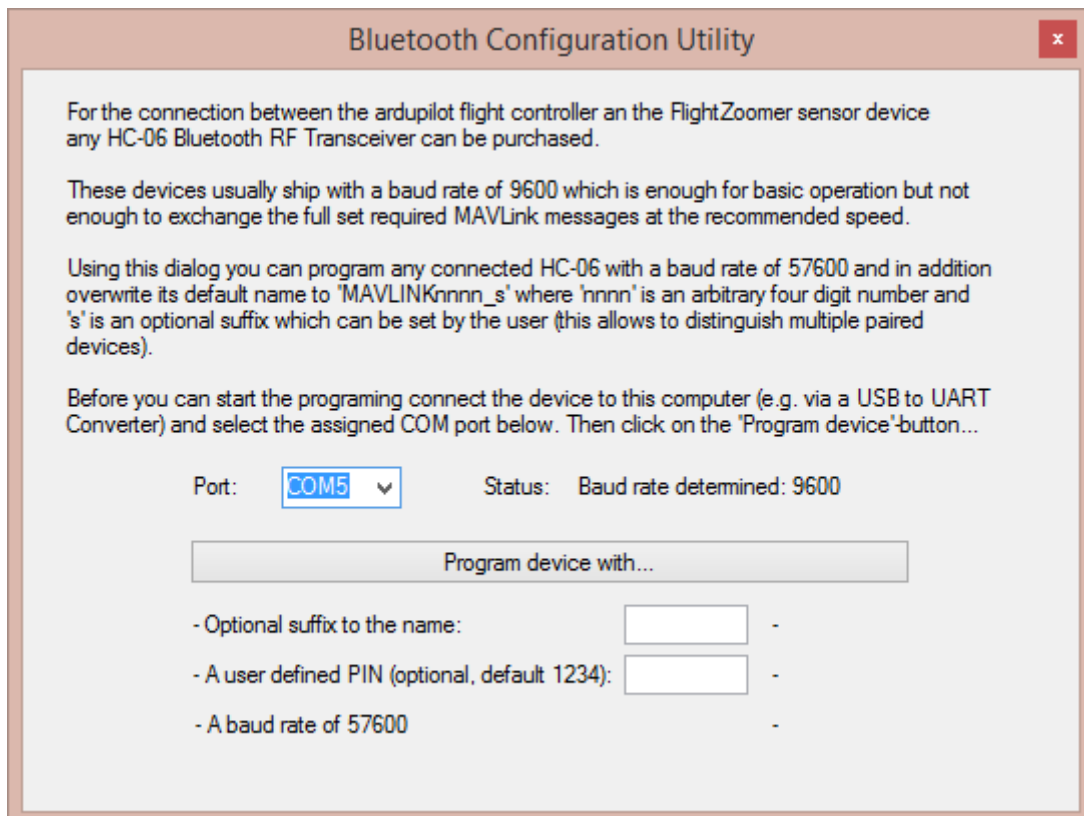 Bluetooth Configuration Utility
x
For the connection between the ardupilot flight controller an the FlightZoomer sensor device
any HC-06 Bluetooth RF Transceiver can be purchased.
These devices usually ship with a baud rate of 9600 which is enough for basic operation but not
enough to exchange the full set required MAVLink messages at the recommended speed.
Using this dialog you can program any connected HC-06 with a baud rate of 57600 and in addition
overwrite its default name to 'MAVLINKnnnn_s' where 'nnnn' is an arbitrary four digit number and
's' is an optional suffix which can be set by the user (this allows to distinguish multiple paired
devices).
Before you can start the programing connect the device to this computer (e.g. via a USB to UART
Converter) and select the assigned COM port below. Then click on the 'Program device'-button...
Port: COM5 Status: Baud rate determined: 9600
Program device with...
- Optional suffix to the name: -
- A user defined PIN (optional, default 1234): -
- A baud rate of 57600 -